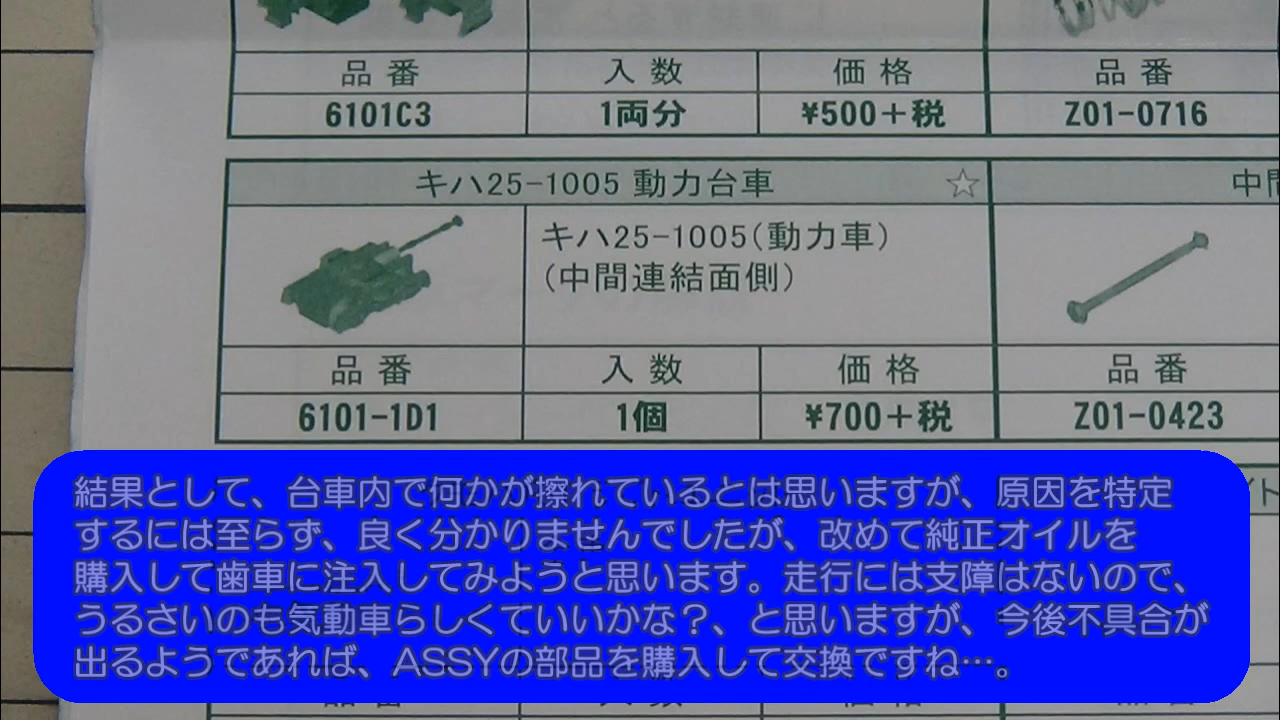 品番 入数 価格 品番
6101C3 1両分 ¥500+税 Z01-0716
キハ25-1005 動力台車 ☆ 中間
キハ25-1005(動力車)
(中間連結面側)
品番 入数 価格 品番
6101-1D1 1個 ¥700+税 Z01-0423
結果として、台車内で何かが擦れているとは思いますが、原因を特定
するには至らず、良く分かりませんでしたが、改めて純正オイルを
購入して歯車に注入してみようと思います。走行には支障はないので、
うるさいのも気動車らしくていいかな?、と思いますが、今後不具合が
出るようであれば、ASSYの部品を購入して交換ですね…。